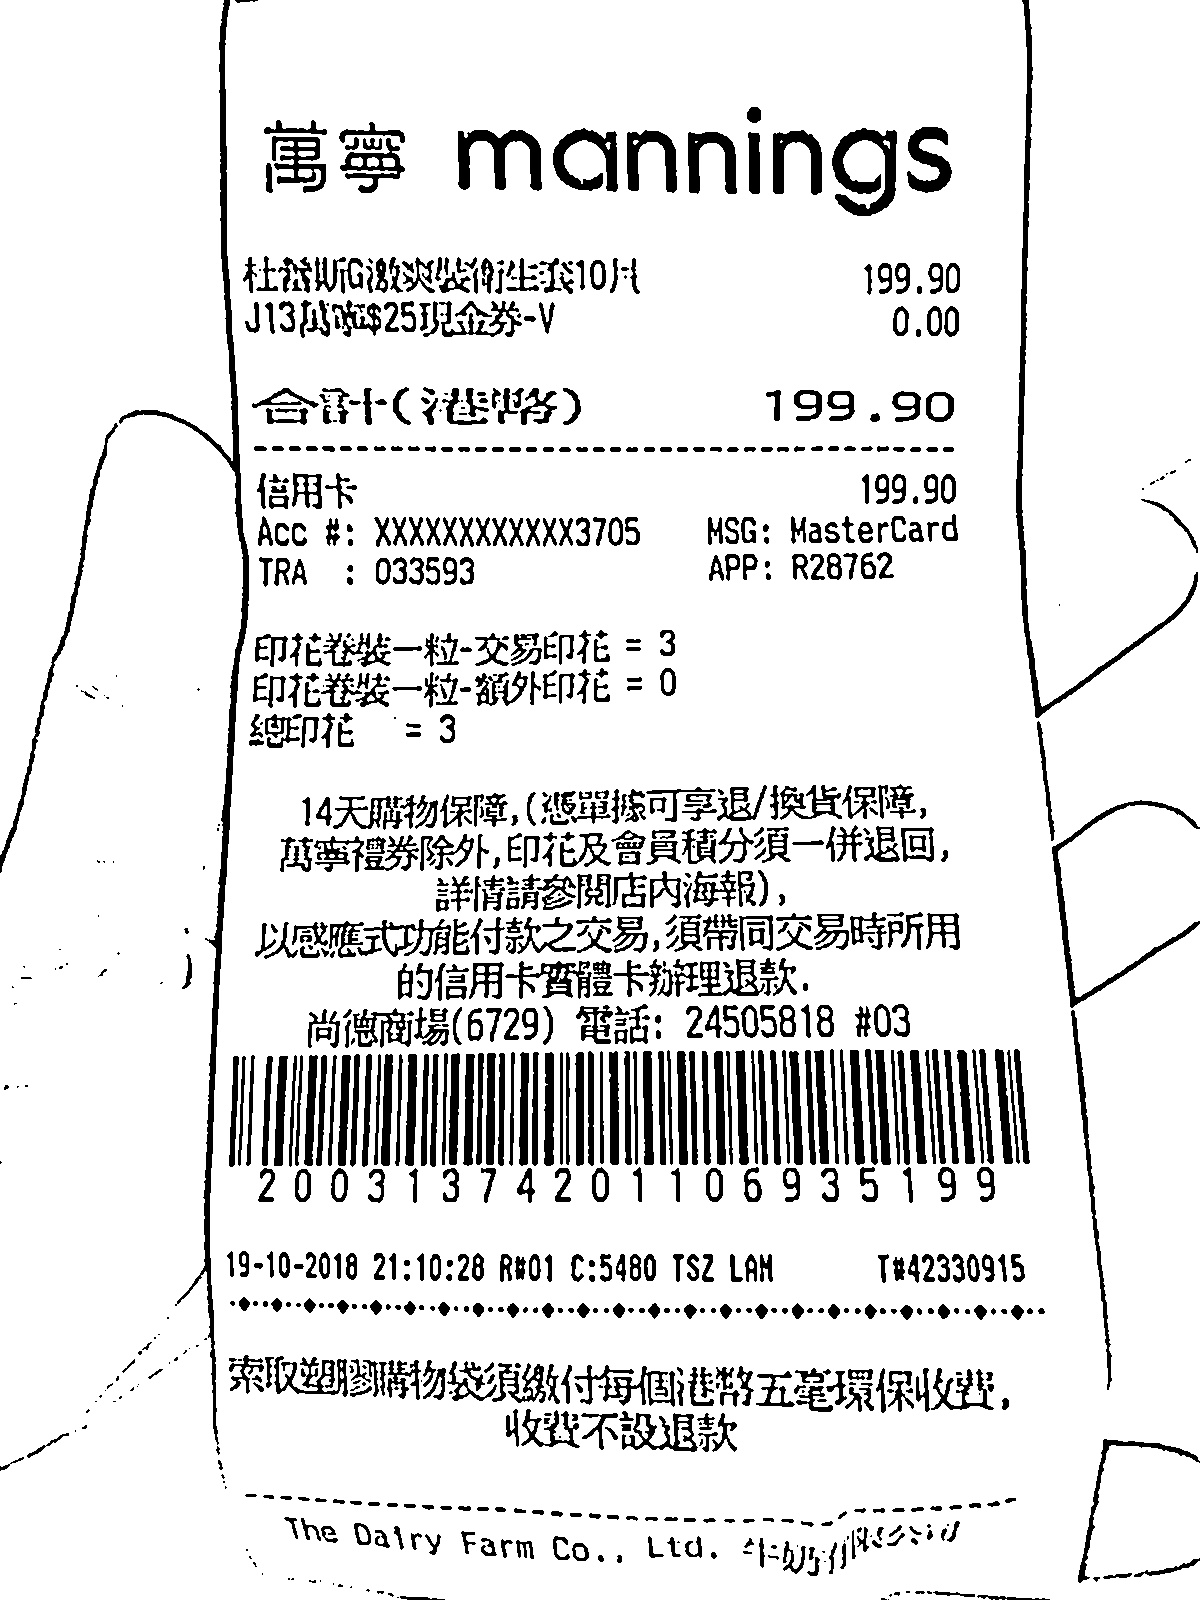 萬寧 mannings
杜蕾斯G激爽裝衛生套10片 199.90
J13萬寧$25現金券-V 0.00
合計(港幣) 199.90
信用卡 199.90
Acc #: XXXXXXXXXXXX3705 MSG: MasterCard
TRA : 033593 APP: R28762
印花卷裝一粒-交易印花 = 3
印花卷裝一粒-額外印花 = 0
總印花 = 3
14天購物保障,(憑單據可享退/換貨保障,
萬寧禮券除外,印花及會員積分須一併退回,
詳情請參閱店內海報),
以感應式功能付款之交易,須帶同交易時所用
的信用卡實體卡辦理退款.
尚德商場(6729) 電話: 24505818 #03
200313742011069351​99
19-10-2018 21:10:28 R#01 C:5480 TSZ LAM T#42330915
索取塑膠購物袋須繳付每個港幣五毫環保收費,
收費不設退款
The Dairy Farm Co., Ltd. 牛奶有限公司